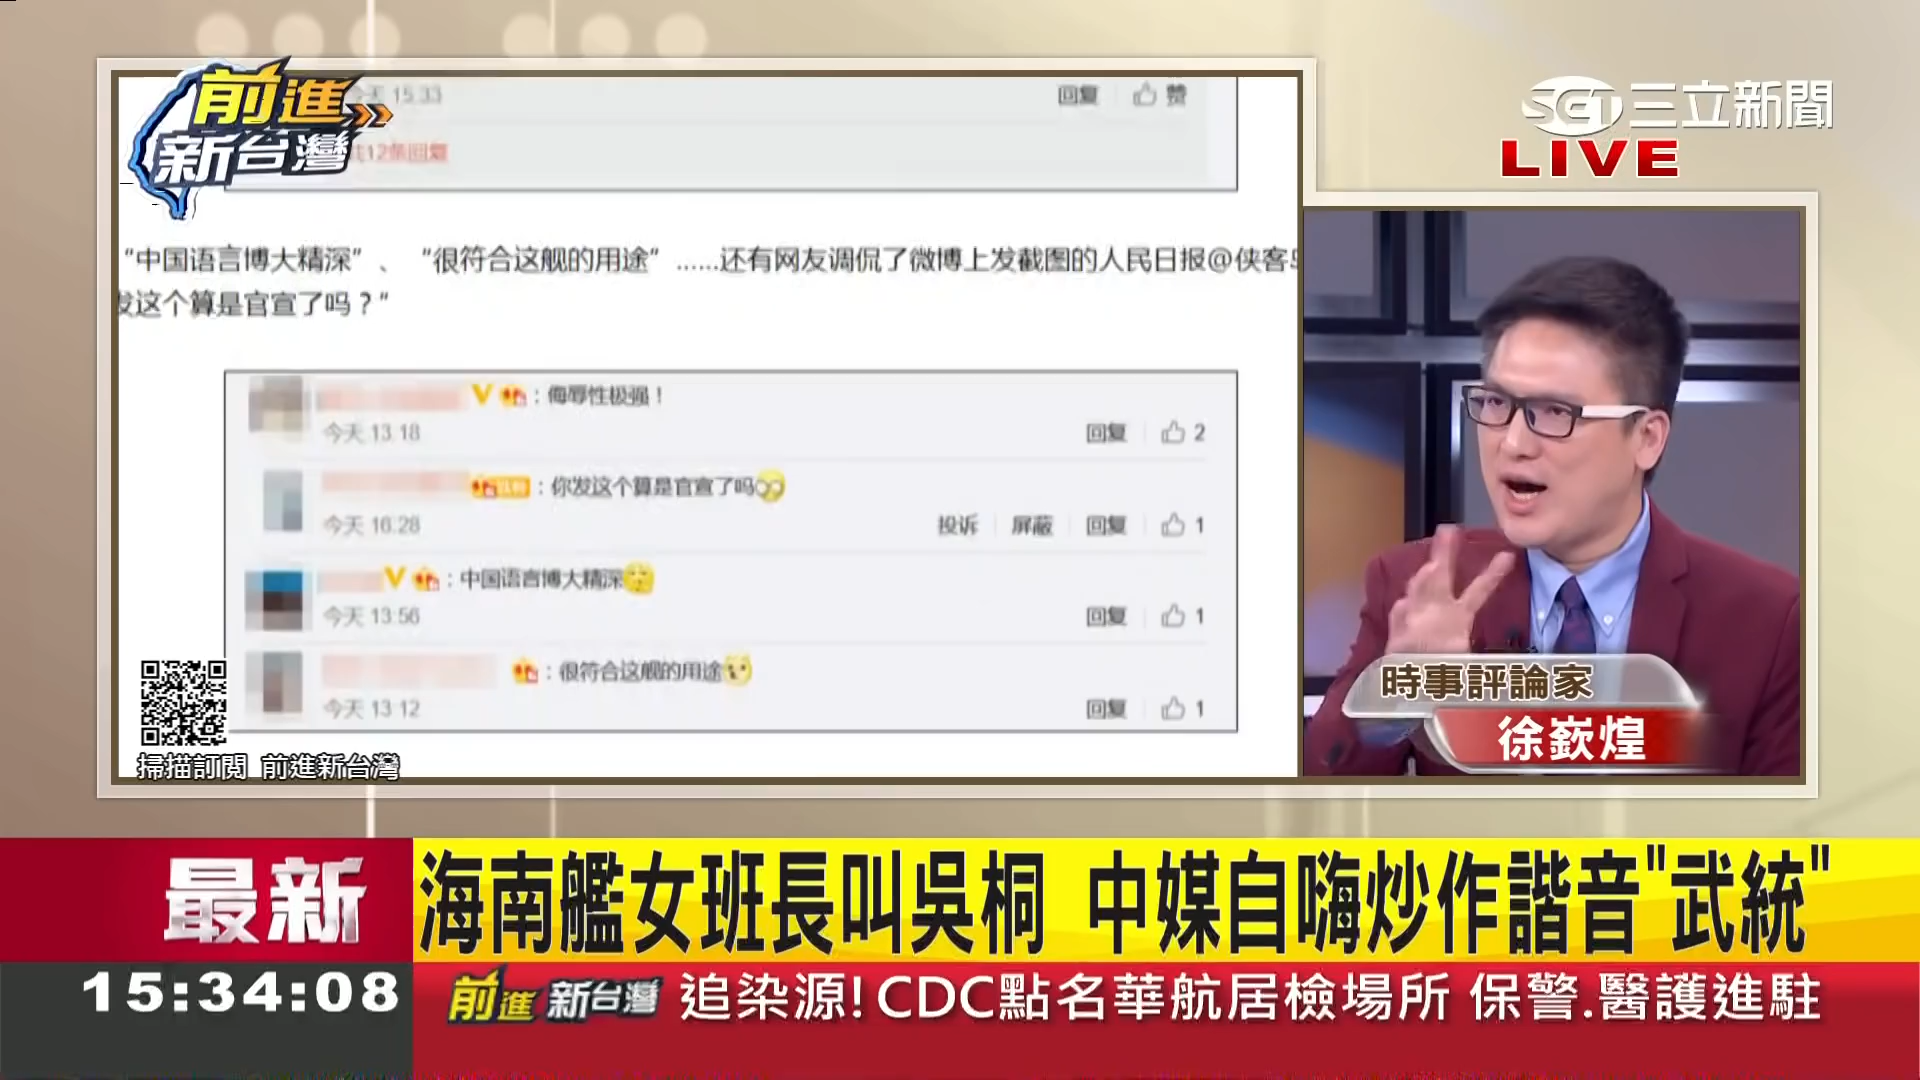 前進
新台灣
今天 15:33
回复 赞
共12条回复
“中国语言博大精深”、“很符合这舰的用途”……还有网友调侃了微博上发截图的人民日报@侠客岛
发这个算是官宣了吗？”
：侮辱性极强！
今天 13:18
回复 2
：你发这个算是官宣了吗
今天 16:28
投诉 屏蔽 回复 1
：中国语言博大精深
今天 13:56
回复 1
：很符合这舰的用途
今天 13:12
回复 1
掃描訂閱 前進新台灣
SET三立新聞
LIVE
時事評論家
徐嶔煌
最新
海南艦女班長叫吳桐 中媒自嗨炒作諧音"武統"
15:34:08
前進新台灣 追染源!CDC點名華航居檢場所 保警.醫護進駐